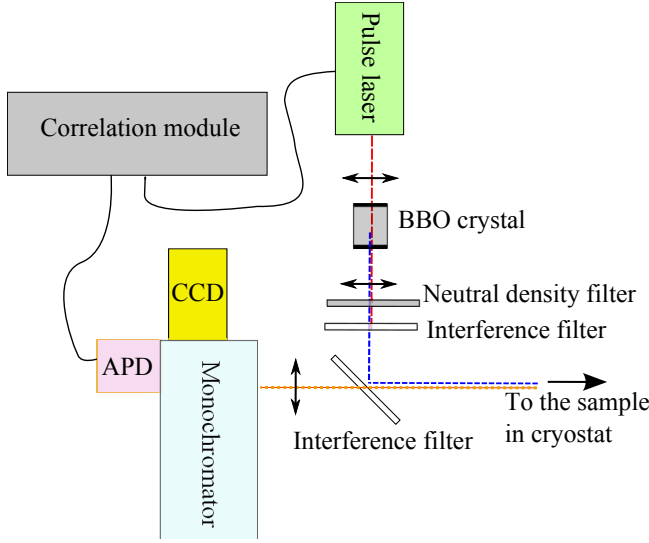 Pulse laser
Correlation module
BBO crystal
CCD
Neutral density filter
Interference filter
APD
Monochromator
To the sample
in cryostat
Interference filter